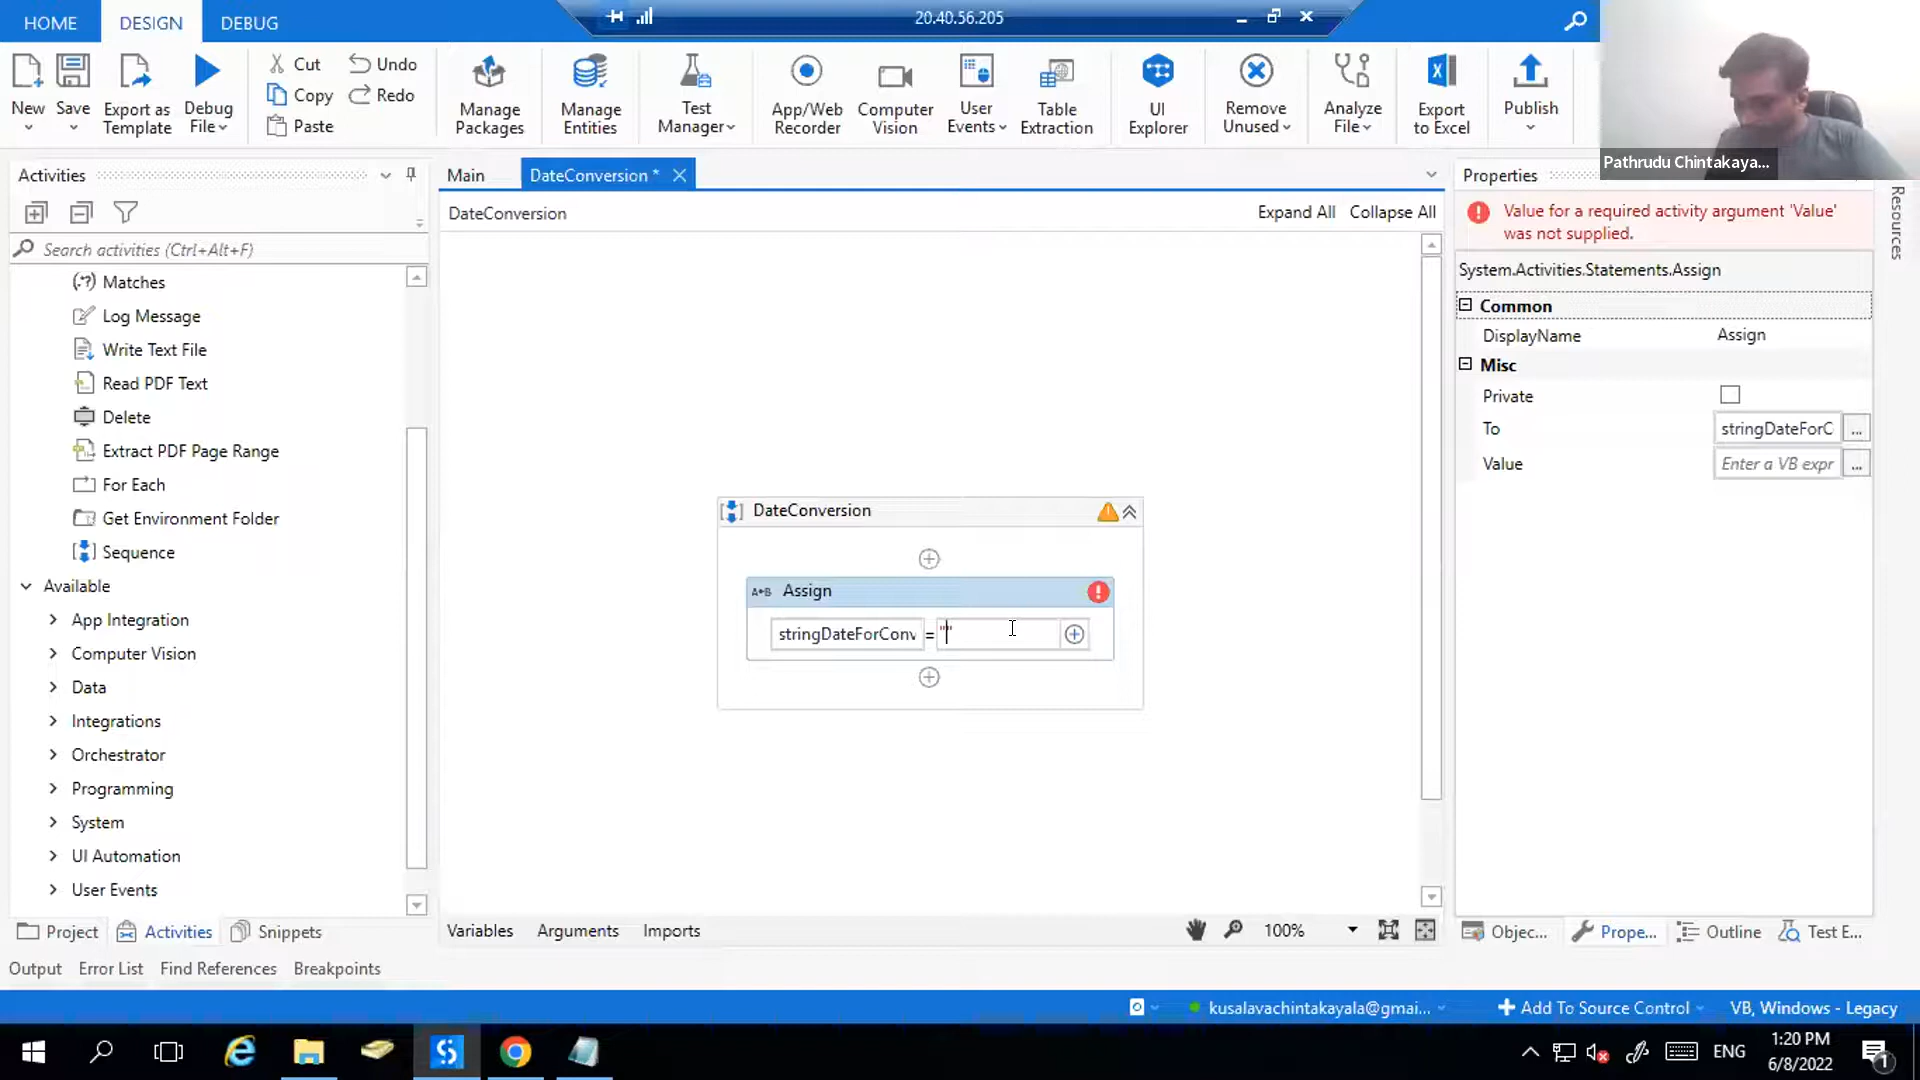 HOME
DESIGN
DEBUG
20.40.56.205
New
Save
Export as
Template
Debug
File
Cut
Copy
Paste
Undo
Redo
Manage
Packages
Manage
Entities
Test
Manager
App/Web
Recorder
Computer
Vision
User
Events
Table
Extraction
UI
Explorer
Remove
Unused
Analyze
File
Export
to Excel
Publish
Pathrudu Chintakaya...
Activities
Search activities (Ctrl+Alt+F)
Matches
Log Message
Write Text File
Read PDF Text
Delete
Extract PDF Page Range
For Each
Get Environment Folder
Sequence
Available
App Integration
Computer Vision
Data
Integrations
Orchestrator
Programming
System
UI Automation
User Events
Project
Activities
Snippets
Main
DateConversion *
DateConversion
Expand All
Collapse All
DateConversion
A+B Assign
stringDateForConv = ""
Variables
Arguments
Imports
100%
Properties
Value for a required activity argument 'Value'
was not supplied.
System.Activities.Statements.Assign
Common
DisplayName Assign
Misc
Private
To stringDateForC ...
Value Enter a VB expr ...
Resources
Objec...
Prope...
Outline
Test E...
Output
Error List
Find References
Breakpoints
kusalavachintakayala@gmai...
Add To Source Control
VB, Windows - Legacy
ENG
1:20 PM
6/8/2022
1